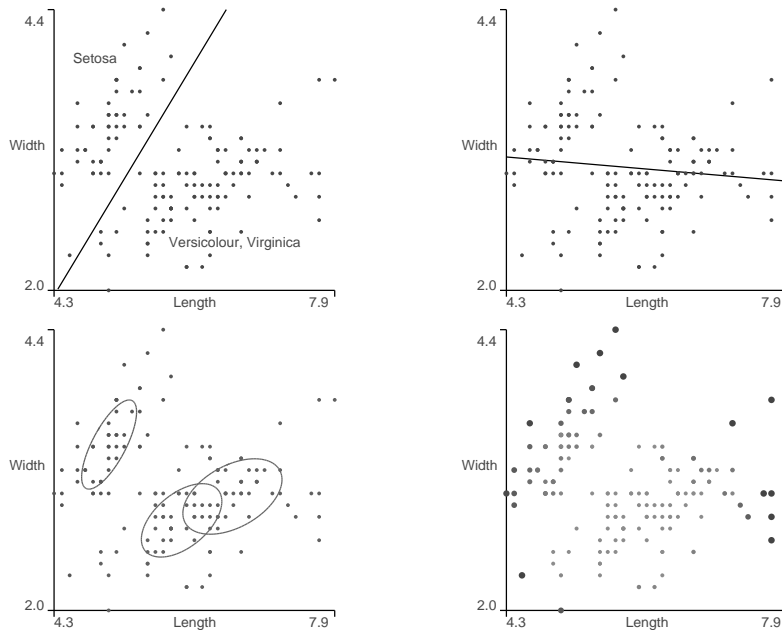 4.4
Setosa
Width
Versicolour, Virginica
2.0
4.3 Length 7.9
4.4
Width
2.0
4.3 Length 7.9
4.4
Width
2.0
4.3 Length 7.9
4.4
Width
2.0
4.3 Length 7.9